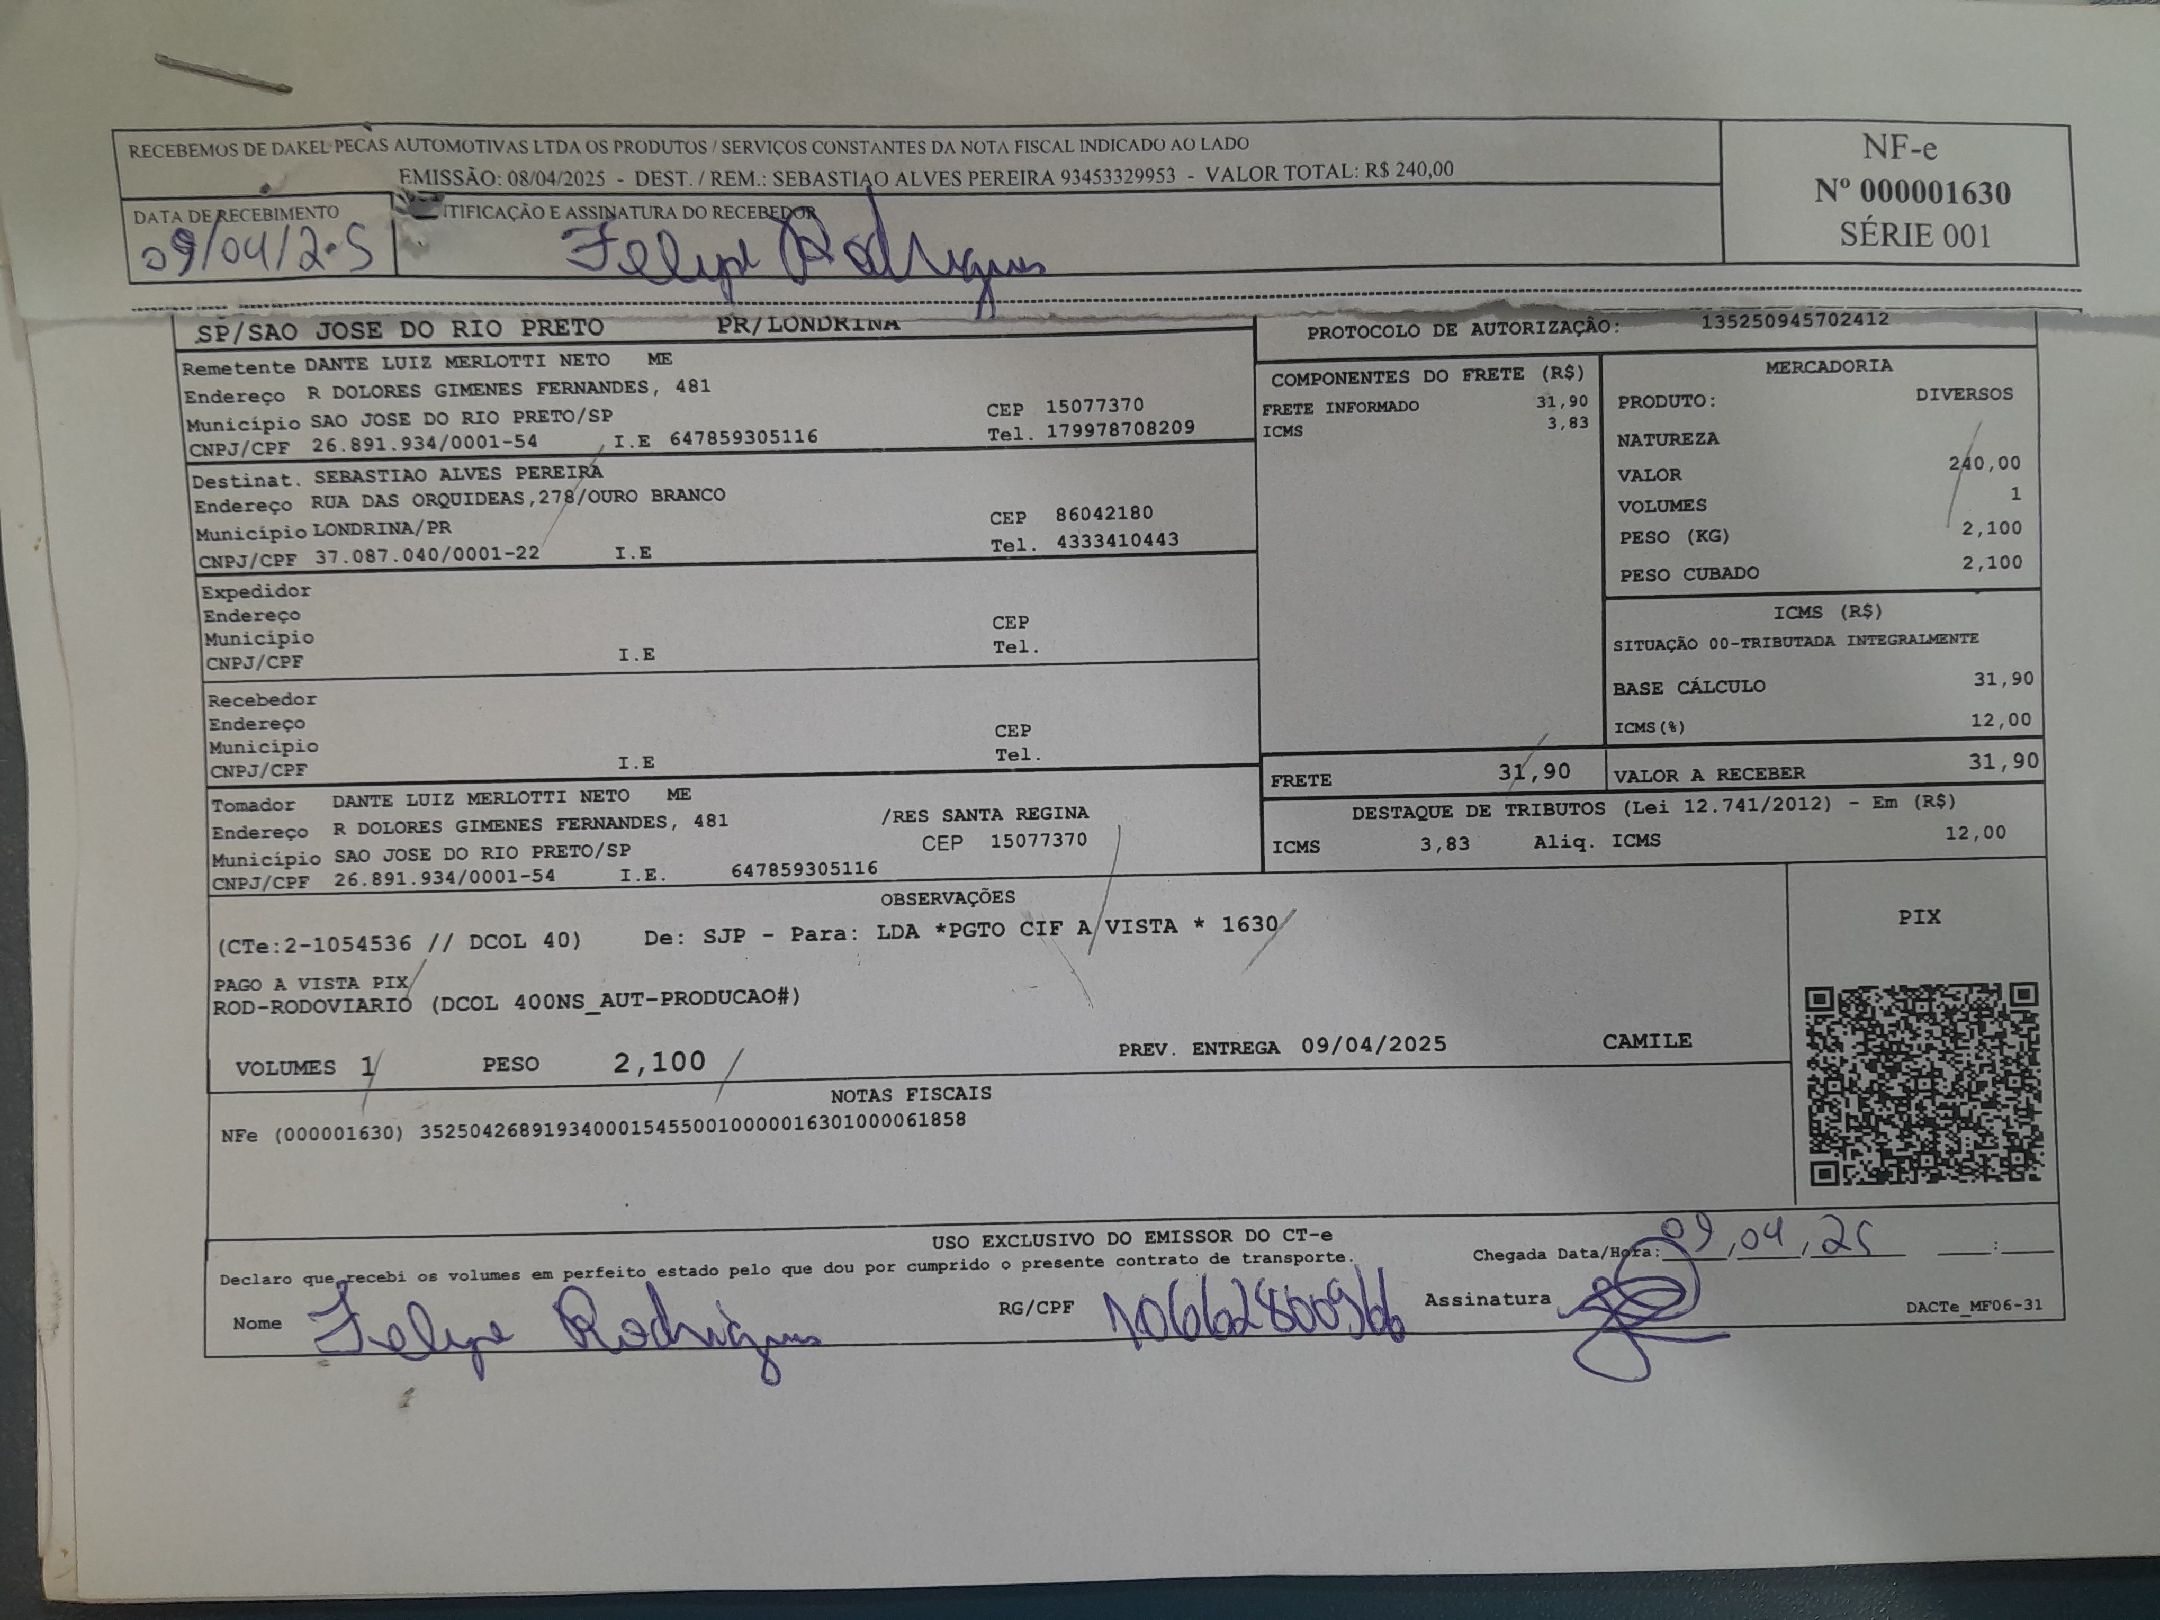 RECEBEMOS DE DAKEL PEÇAS AUTOMOTIVAS LTDA OS PRODUTOS / SERVIÇOS CONSTANTES DA NOTA FISCAL INDICADO AO LADO
EMISSÃO: 08/04/2025 - DEST. / REM.: SEBASTIAO ALVES PEREIRA 93453329953 - VALOR TOTAL: R$ 240,00
NF-e
Nº 000001630
SÉRIE 001
DATA DE RECEBIMENTO
09/04/25
TIFICAÇÃO E ASSINATURA DO RECEBEDOR
Felipe Rodrigues
SP/SAO JOSE DO RIO PRETO PR/LONDRINA
PROTOCOLO DE AUTORIZAÇÃO: 135250945702412
Remetente DANTE LUIZ MERLOTTI NETO ME
Endereço R DOLORES GIMENES FERNANDES, 481
Município SAO JOSE DO RIO PRETO/SP CEP 15077370
CNPJ/CPF 26.891.934/0001-54 I.E 647859305116 Tel. 179978708209
Destinat. SEBASTIAO ALVES PEREIRA
Endereço RUA DAS ORQUIDEAS,278/OURO BRANCO
Município LONDRINA/PR CEP 86042180
CNPJ/CPF 37.087.040/0001-22 I.E Tel. 4333410443
Expedidor
Endereço
Município CEP
CNPJ/CPF I.E Tel.
Recebedor
Endereço
Município CEP
CNPJ/CPF I.E Tel.
Tomador DANTE LUIZ MERLOTTI NETO ME
Endereço R DOLORES GIMENES FERNANDES, 481 /RES SANTA REGINA
Município SAO JOSE DO RIO PRETO/SP CEP 15077370
CNPJ/CPF 26.891.934/0001-54 I.E. 647859305116
COMPONENTES DO FRETE (R$)
FRETE INFORMADO 31,90
ICMS 3,83
MERCADORIA
PRODUTO: DIVERSOS
NATUREZA
VALOR 240,00
VOLUMES 1
PESO (KG) 2,100
PESO CUBADO 2,100
ICMS (R$)
SITUAÇÃO 00-TRIBUTADA INTEGRALMENTE
BASE CÁLCULO 31,90
ICMS(%) 12,00
FRETE 31,90
VALOR A RECEBER 31,90
DESTAQUE DE TRIBUTOS (Lei 12.741/2012) - Em (R$)
ICMS 3,83 Aliq. ICMS 12,00
OBSERVAÇÕES
(CTe:2-1054536 // DCOL 40) De: SJP - Para: LDA *PGTO CIF A VISTA * 1630
PAGO A VISTA PIX
ROD-RODOVIARIO (DCOL 400NS_AUT-PRODUCAO#)
VOLUMES 1 PESO 2,100 PREV. ENTREGA 09/04/2025 CAMILE
PIX
NOTAS FISCAIS
NFe (000001630) 35250426891934000154550010000016301000061858
USO EXCLUSIVO DO EMISSOR DO CT-e
Declaro que recebi os volumes em perfeito estado pelo que dou por cumprido o presente contrato de transporte.
Chegada Data/Hora: 09,04,25 :
Nome Felipe Rodrigues RG/CPF Assinatura
DACTe_MF06-31